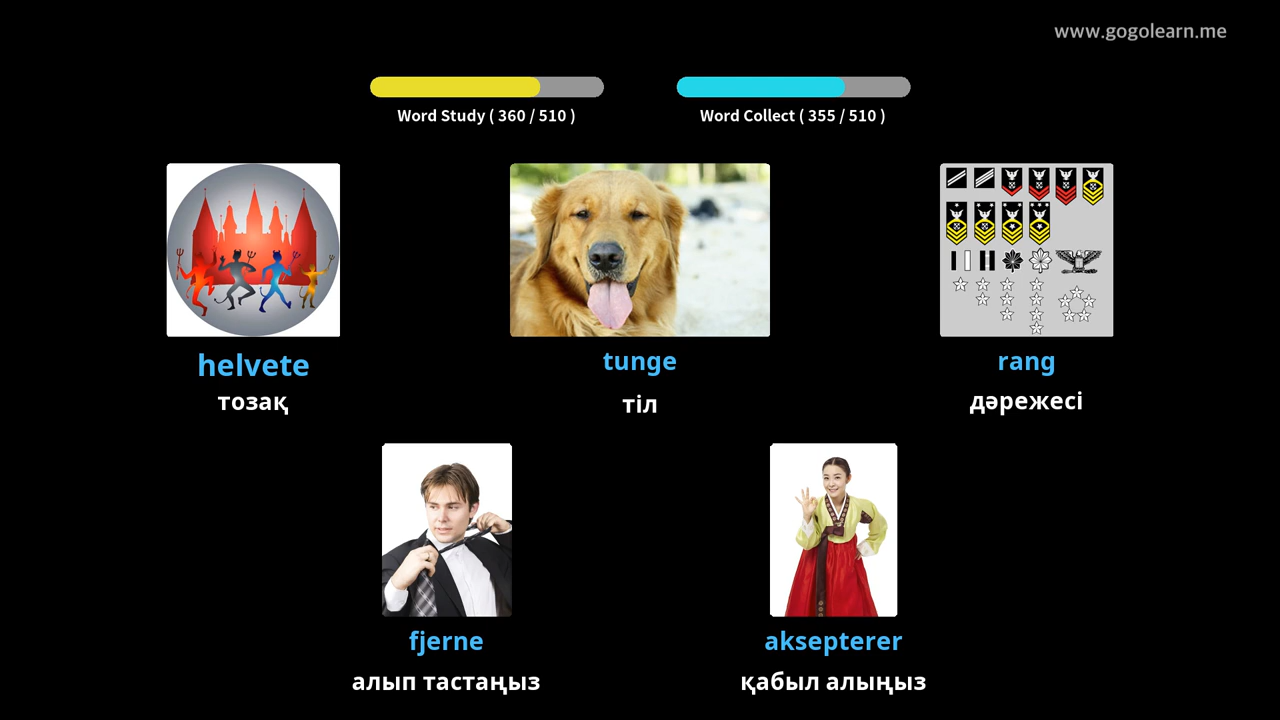 www.gogolearn.me
Word Study ( 360 / 510 )
Word Collect ( 355 / 510 )
helvete
тозақ
tunge
тіл
rang
дәрежесі
fjerne
алып тастаңыз
aksepterer
қабыл алыңыз